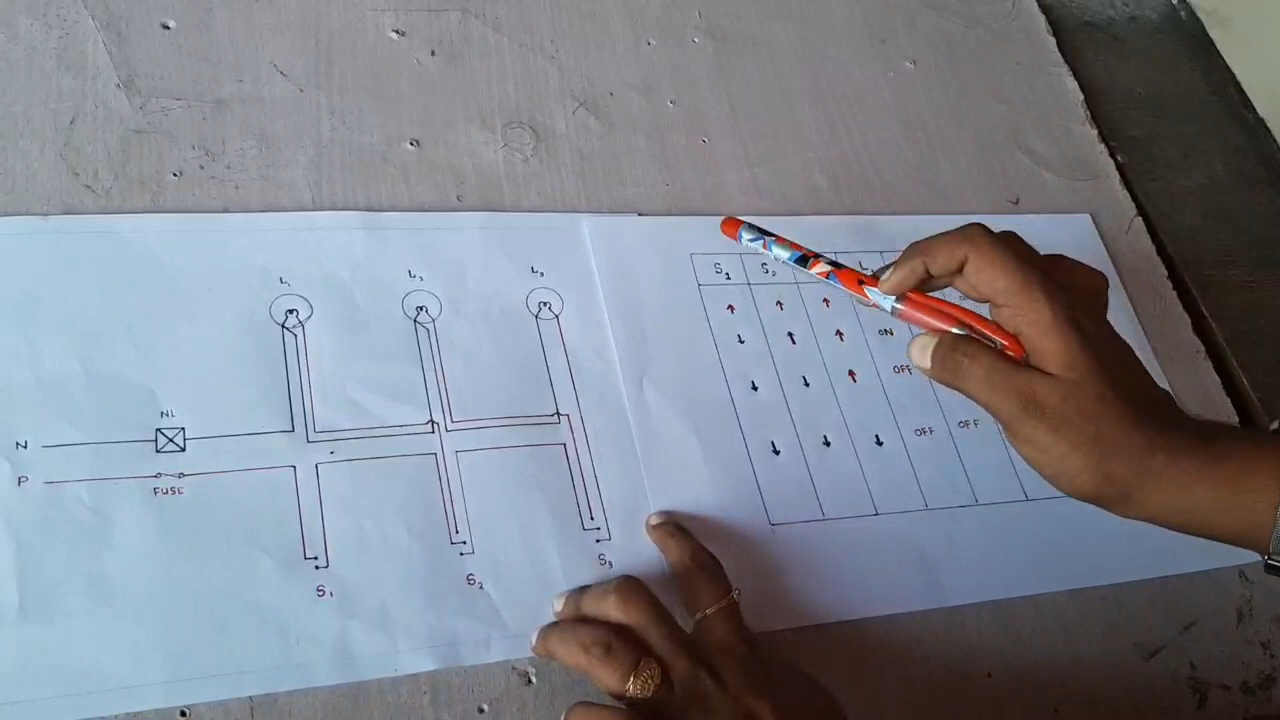 L₁ L₂ L₃
NL
N
P
FUSE
S₁ S₂ S₃
S₁ S₂
↑ ↑ ↑
↓ ↑ ↑ ON
↓ ↓ ↑ OFF
↓ ↓ ↓ OFF OFF